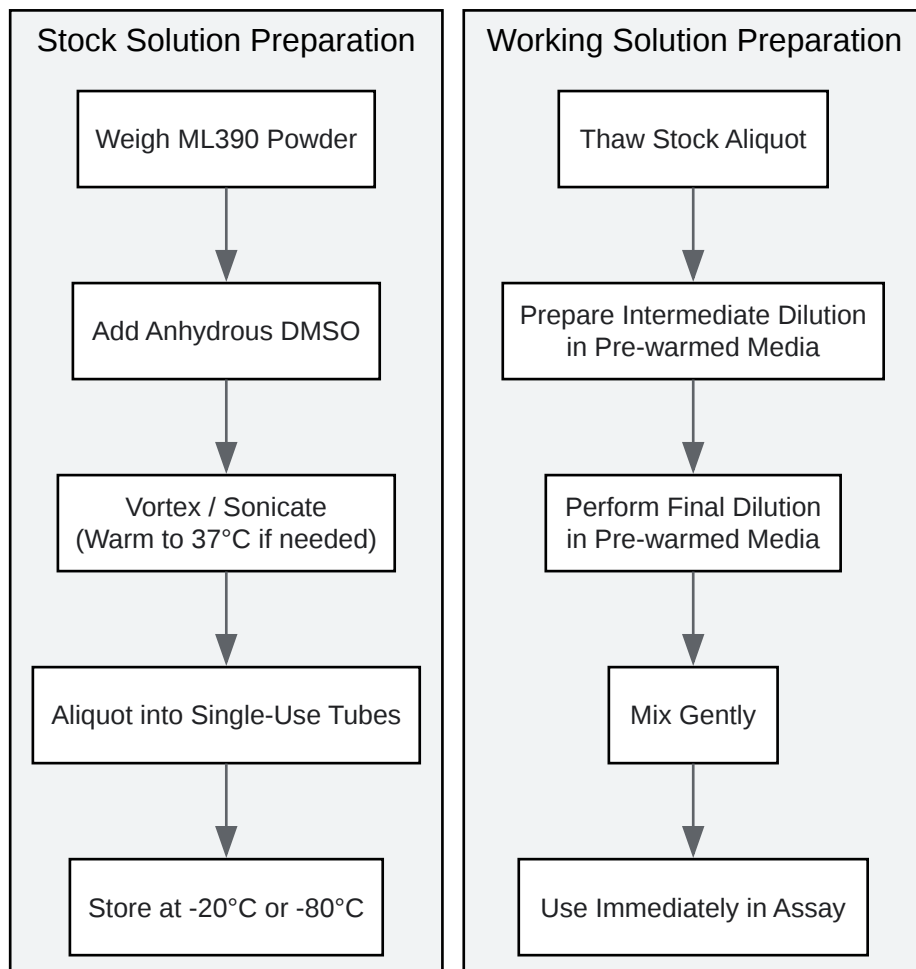 Stock Solution Preparation
Weigh ML390 Powder
Add Anhydrous DMSO
Vortex / Sonicate
(Warm to 37°C if needed)
Aliquot into Single-Use Tubes
Store at -20°C or -80°C
Working Solution Preparation
Thaw Stock Aliquot
Prepare Intermediate Dilution
in Pre-warmed Media
Perform Final Dilution
in Pre-warmed Media
Mix Gently
Use Immediately in Assay